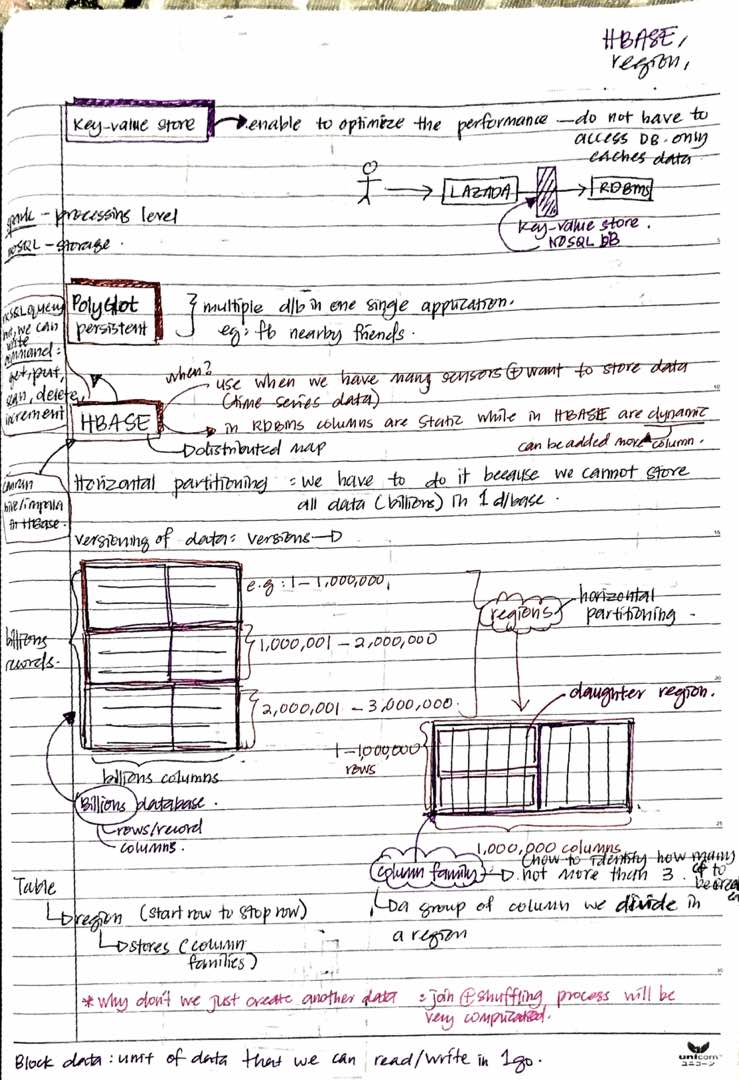 HBASE,
region,
Key-value store → enable to optimize the performance — do not have to
access DB. only
caches data
LAZADA → RDBMS
Key-value store.
NOSQL DB
spark - processing level
NOSQL - storage.
Polyglot
persistent
multiple d/b in one single application.
eg: fb nearby friends.
NOSQL query
we can
write
command:
get, put,
scan, delete,
increment
HBASE
when?
use when we have many sensors ⊕ want to store data
(time series data)
in RDBMS columns are static while in HBASE are dynamic
can be added more column.
distributed map
can run
hive/impala
in HBase.
Horizontal partitioning = we have to do it because we cannot store
all data (billions) in 1 d/base.
versioning of data = versions →
e.g : 1 - 1,000,000,
1,000,001 - 2,000,000
2,000,001 - 3,000,000
billions
records.
billions columns
Billions database.
rows/record
columns.
regions
horizontal
partitioning.
daughter region.
1-1,000,000
rows
1,000,000 columns
(how to identify how many
cf to
column family → not more than 3.
a group of column we divide in
a region
Table
region (start row to stop row)
stores (column
families)
*why don't we just create another data = join ⊕ shuffling process will be
very complicated.
Block data : unit of data that we can read/write in 1 go.
unicorn
ユニコーン